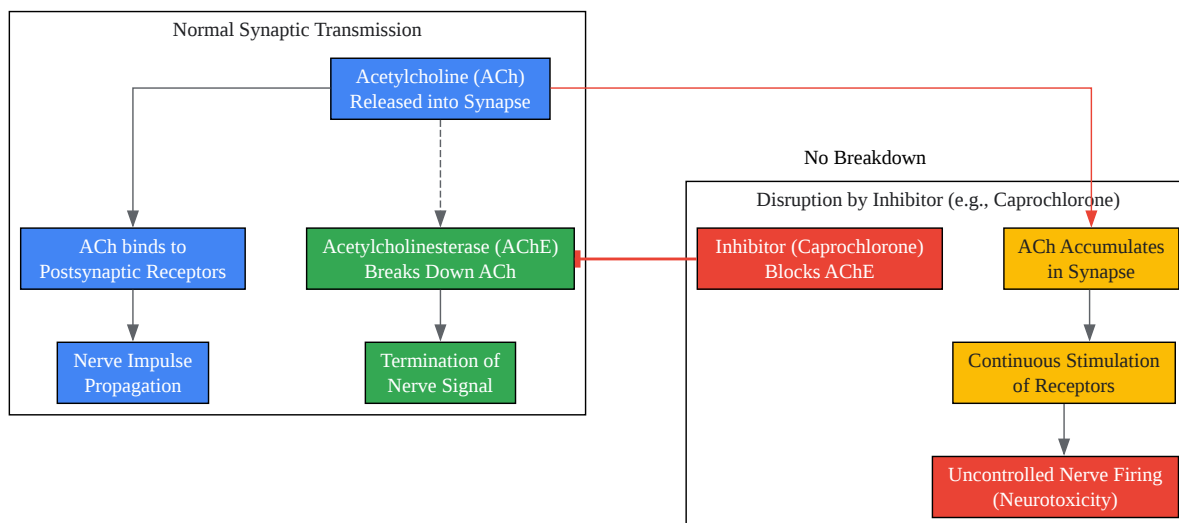 Normal Synaptic Transmission
Acetylcholine (ACh)
Released into Synapse
No Breakdown
Disruption by Inhibitor (e.g., Caprochlorone)
ACh binds to
Postsynaptic Receptors
Acetylcholinesterase (AChE)
Breaks Down ACh
Inhibitor (Caprochlorone)
Blocks AChE
ACh Accumulates
in Synapse
Nerve Impulse
Propagation
Termination of
Nerve Signal
Continuous Stimulation
of Receptors
Uncontrolled Nerve Firing
(Neurotoxicity)